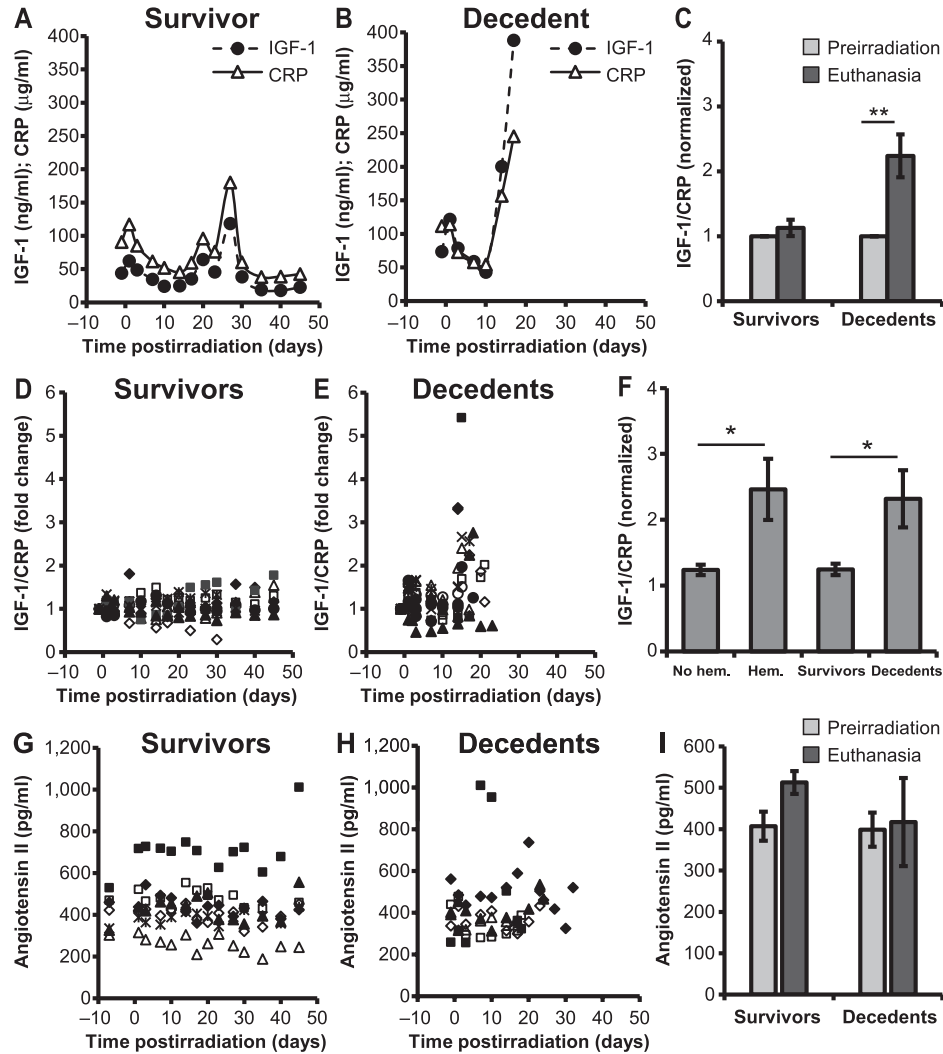 A Survivor
400
350
300
250
200
150
100
50
0
IGF-1 (ng/ml); CRP (μg/ml)
IGF-1
CRP
–10 0 10 20 30 40 50
Time postirradiation (days)
B Decedent
400
350
300
250
200
150
100
50
0
IGF-1 (ng/ml); CRP (μg/ml)
IGF-1
CRP
–10 0 10 20 30 40 50
Time postirradiation (days)
C
4
3
2
1
0
IGF-1/CRP (normalized)
Preirradiation
Euthanasia
**
Survivors Decedents
D Survivors
6
5
4
3
2
1
0
IGF-1/CRP (fold change)
–10 0 10 20 30 40 50
Time postirradiation (days)
E Decedents
6
5
4
3
2
1
0
IGF-1/CRP (fold change)
–10 0 10 20 30 40 50
Time postirradiation (days)
F
4
3
2
1
0
IGF-1/CRP (normalized)
*
*
No hem. Hem. Survivors Decedents
G Survivors
1,200
1,000
800
600
400
200
0
Angiotensin II (pg/ml)
–10 0 10 20 30 40 50
Time postirradiation (days)
H Decedents
1,200
1,000
800
600
400
200
0
Angiotensin II (pg/ml)
–10 0 10 20 30 40 50
Time postirradiation (days)
I
Preirradiation
Euthanasia
600
500
400
300
200
100
0
Angiotensin II (pg/ml)
Survivors Decedents